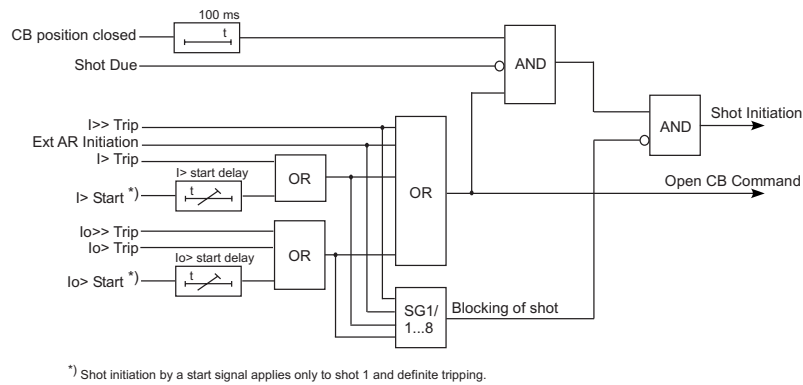 100 ms
CB position closed
t
Shot Due
AND
I>> Trip
Ext AR Initiation
I> Trip
I> start delay
I> Start *)
t
OR
Io>> Trip
Io> Trip
Io> start delay
Io> Start *)
t
OR
OR
SG1/
1...8
Blocking of shot
AND
Shot Initiation
Open CB Command
*) Shot initiation by a start signal applies only to shot 1 and definite tripping.